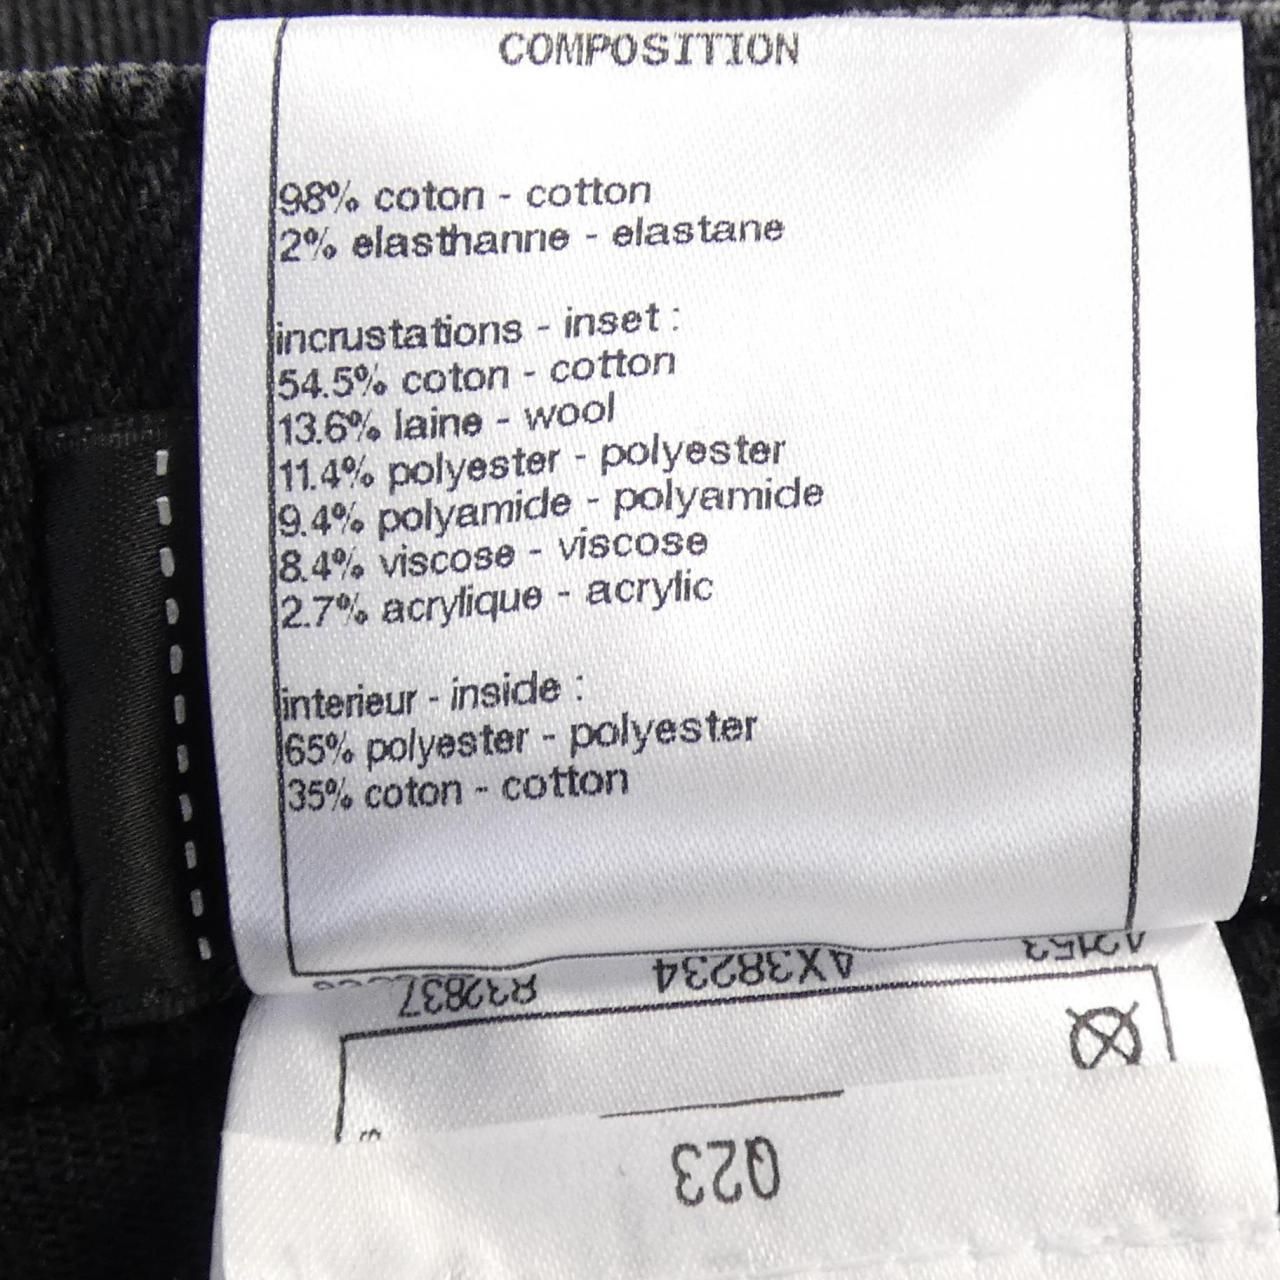 COMPOSITION
98% coton - cotton
2% elasthanne - elastane
incrustations - inset :
54.5% coton - cotton
13.6% laine - wool
11.4% polyester - polyester
9.4% polyamide - polyamide
8.4% viscose - viscose
2.7% acrylique - acrylic
interieur - inside :
65% polyester - polyester
35% coton - cotton
4X38234
Q23